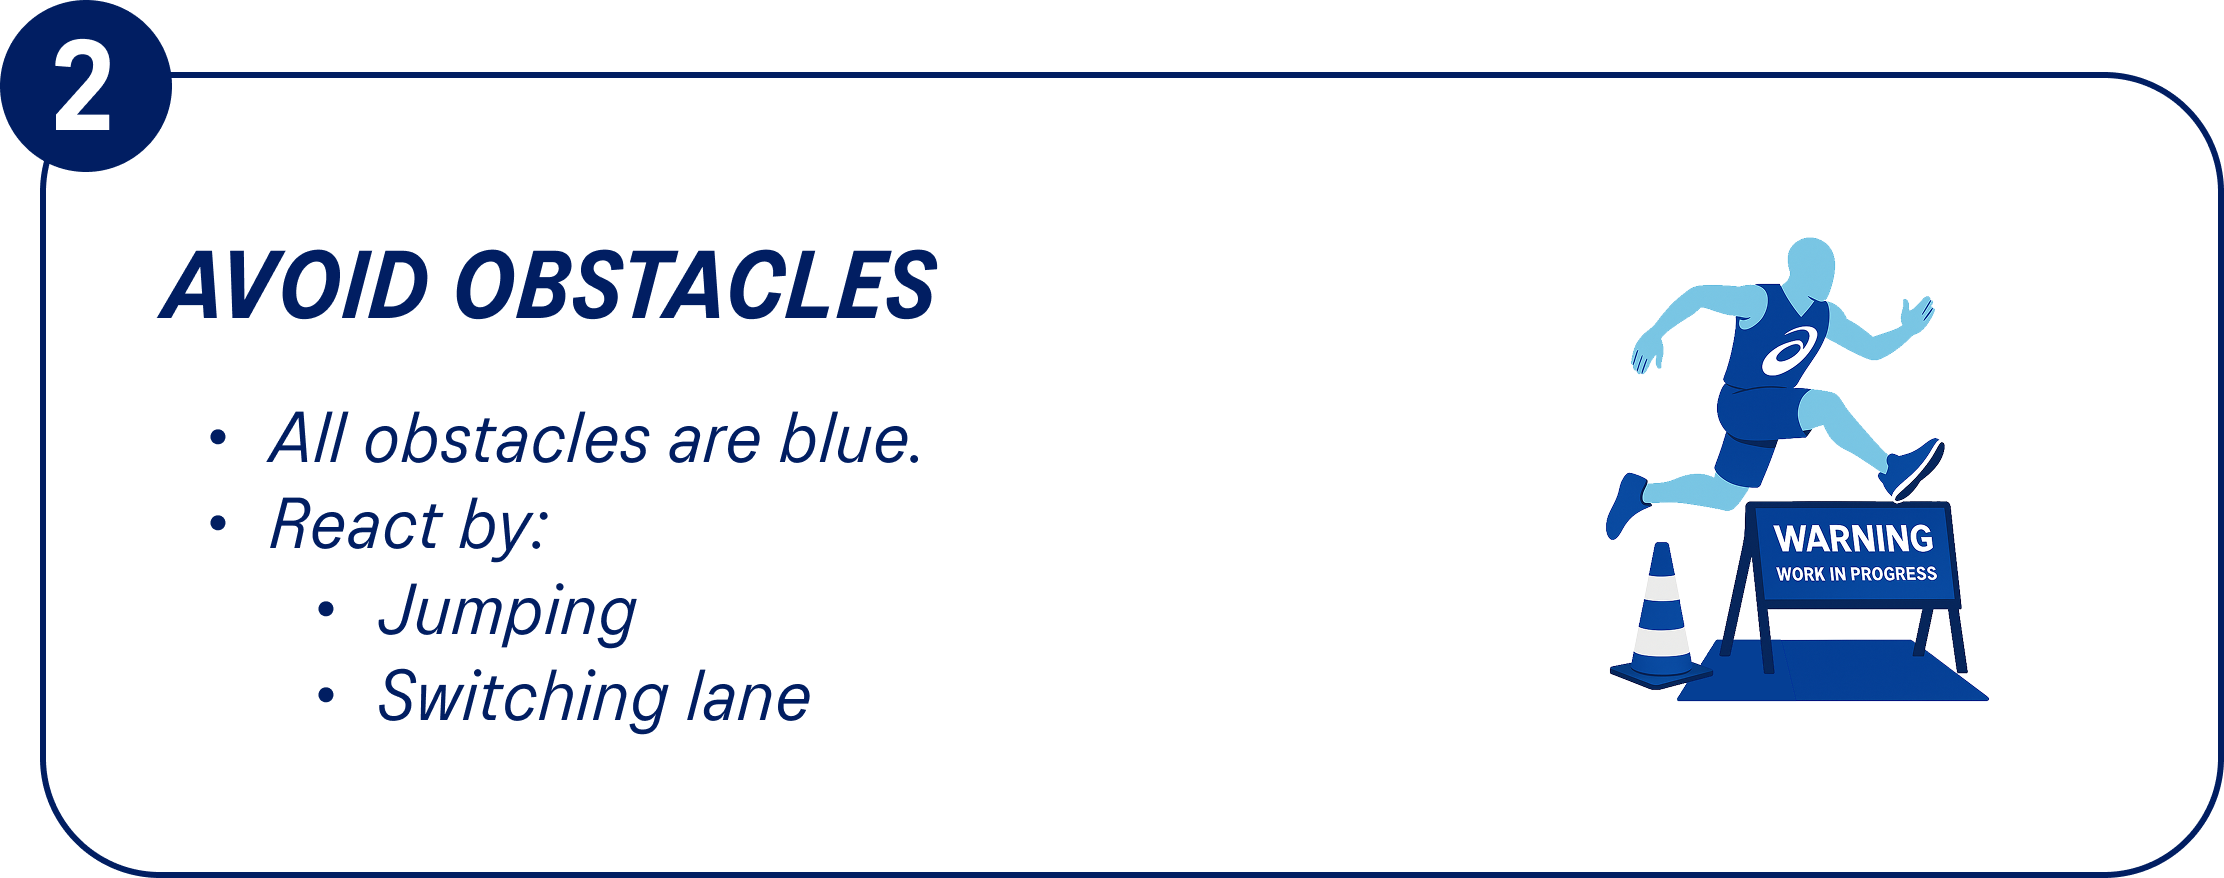 2
AVOID OBSTACLES
• All obstacles are blue.
• React by:
• Jumping
• Switching lane
WARNING
WORK IN PROGRESS